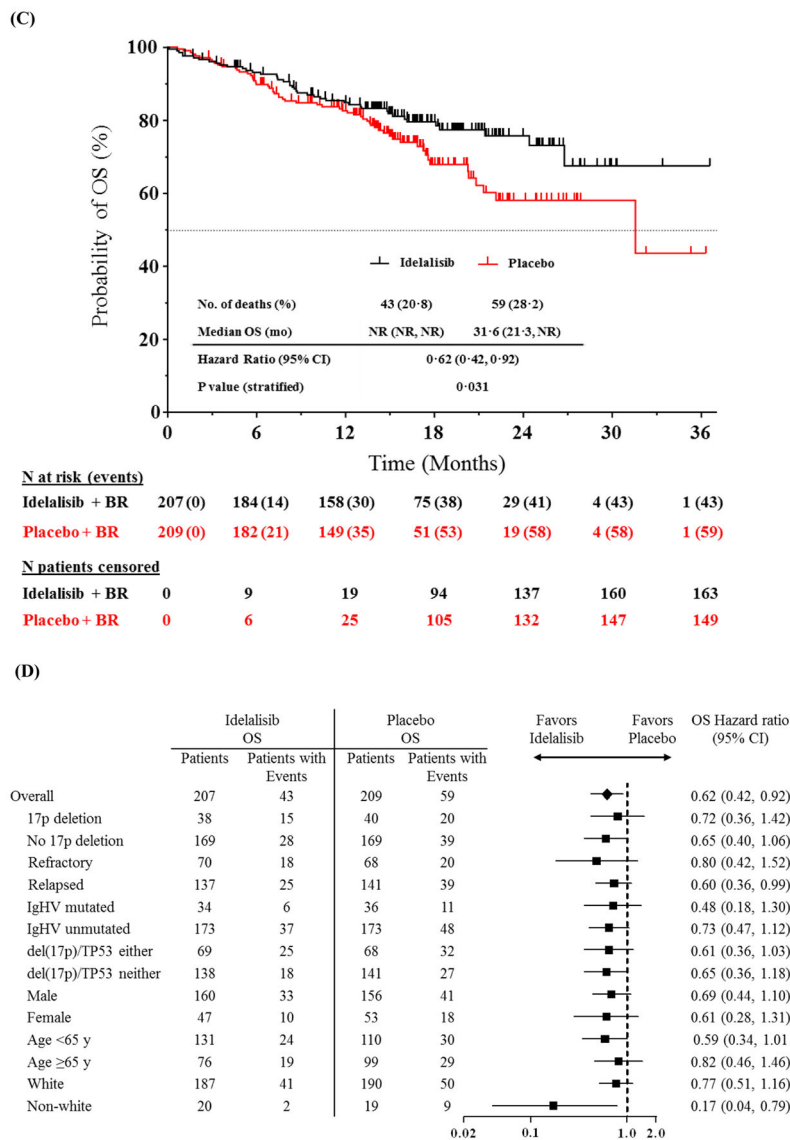 (C)
100
80
60
40
20
0
Probability of OS (%)
Idelalisib Placebo
No. of deaths (%) 43 (20·8) 59 (28·2)
Median OS (mo) NR (NR, NR) 31·6 (21·3, NR)
Hazard Ratio (95% CI) 0·62 (0·42, 0·92)
P value (stratified) 0·031
0 6 12 18 24 30 36
Time (Months)
N at risk (events)
Idelalisib + BR 207 (0) 184 (14) 158 (30) 75 (38) 29 (41) 4 (43) 1 (43)
Placebo + BR 209 (0) 182 (21) 149 (35) 51 (53) 19 (58) 4 (58) 1 (59)
N patients censored
Idelalisib + BR 0 9 19 94 137 160 163
Placebo + BR 0 6 25 105 132 147 149
(D)
Idelalisib Placebo Favors Favors OS Hazard ratio
OS OS Idelalisib Placebo (95% CI)
Patients Patients with Patients Patients with
Events Events
Overall 207 43 209 59 0.62 (0.42, 0.92)
17p deletion 38 15 40 20 0.72 (0.36, 1.42)
No 17p deletion 169 28 169 39 0.65 (0.40, 1.06)
Refractory 70 18 68 20 0.80 (0.42, 1.52)
Relapsed 137 25 141 39 0.60 (0.36, 0.99)
IgHV mutated 34 6 36 11 0.48 (0.18, 1.30)
IgHV unmutated 173 37 173 48 0.73 (0.47, 1.12)
del(17p)/TP53 either 69 25 68 32 0.61 (0.36, 1.03)
del(17p)/TP53 neither 138 18 141 27 0.65 (0.36, 1.18)
Male 160 33 156 41 0.69 (0.44, 1.10)
Female 47 10 53 18 0.61 (0.28, 1.31)
Age <65 y 131 24 110 30 0.59 (0.34, 1.01
Age ≥65 y 76 19 99 29 0.82 (0.46, 1.46)
White 187 41 190 50 0.77 (0.51, 1.16)
Non-white 20 2 19 9 0.17 (0.04, 0.79)
0.02 0.1 1.0 2.0